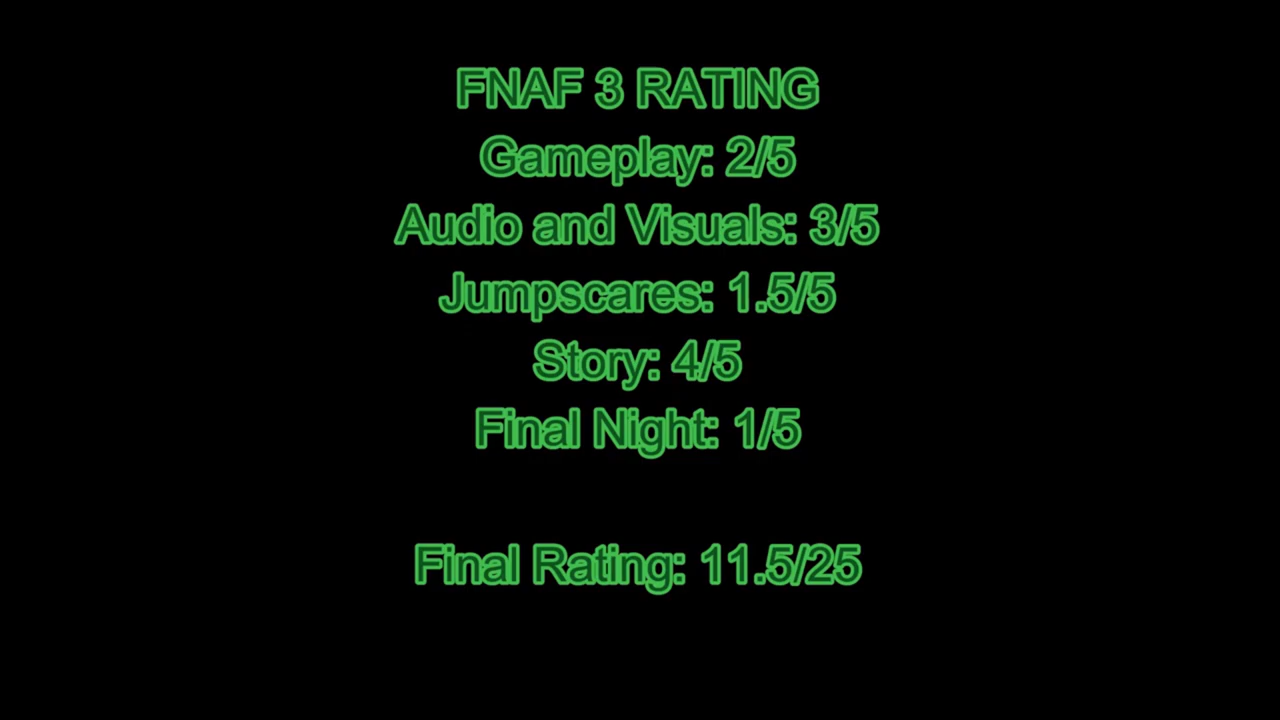 FNAF 3 RATING
Gameplay: 2/5
Audio and Visuals: 3/5
Jumpscares: 1.5/5
Story: 4/5
Final Night: 1/5
Final Rating: 11.5/25